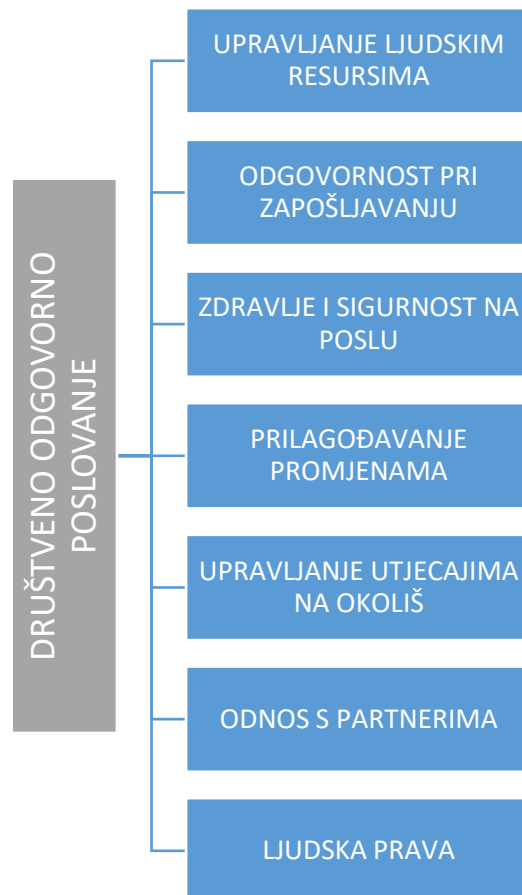 DRUŠTVENO ODGOVORNO
POSLOVANJE
UPRAVLJANJE LJUDSKIM
RESURSIMA
ODGOVORNOST PRI
ZAPOŠLJAVANJU
ZDRAVLJE I SIGURNOST NA
POSLU
PRILAGOĐAVANJE
PROMJENAMA
UPRAVLJANJE UTJECAJIMA
NA OKOLIŠ
ODNOS S PARTNERIMA
LJUDSKA PRAVA